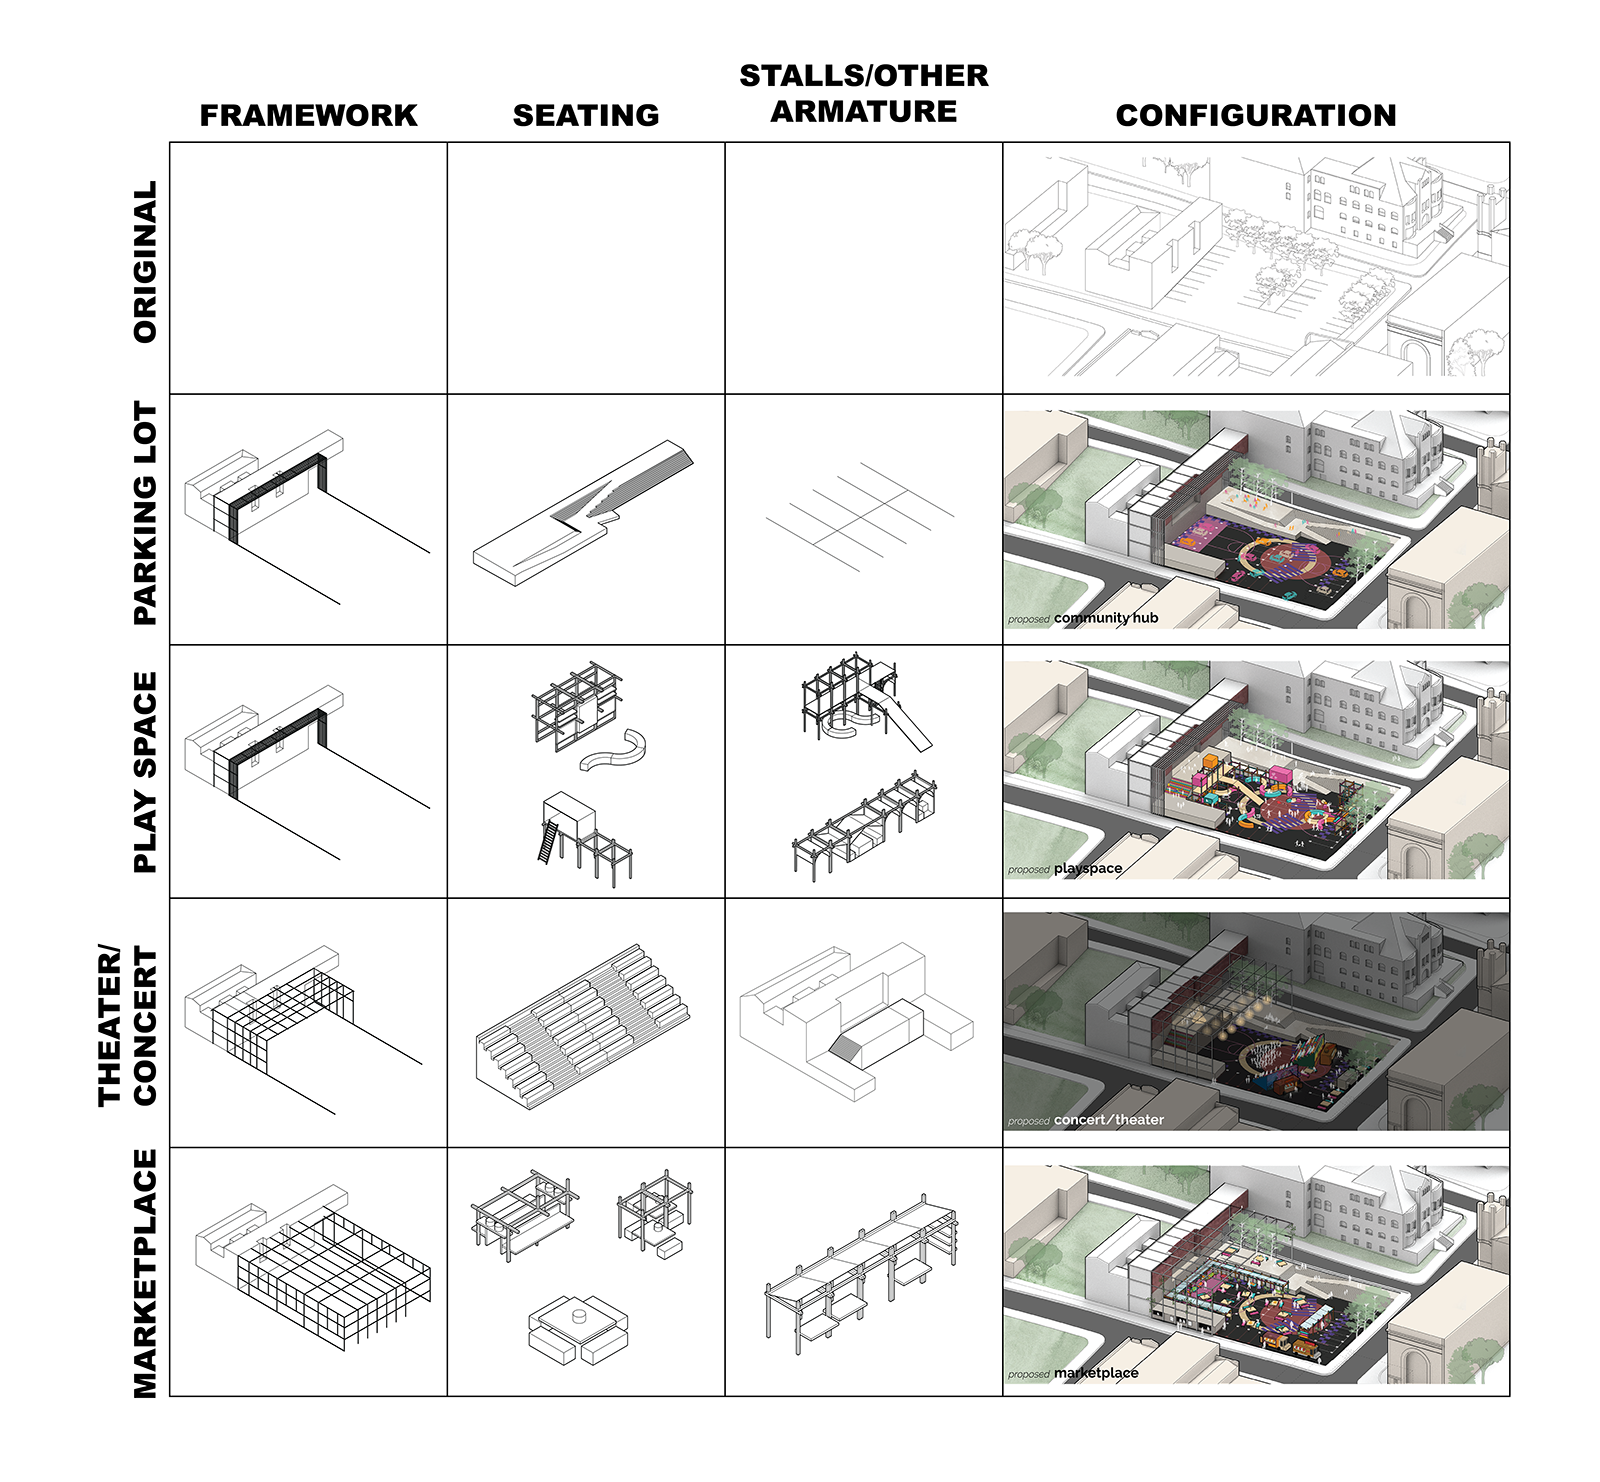 STALLS/OTHER
FRAMEWORK SEATING ARMATURE CONFIGURATION
ORIGINAL
PARKING LOT
proposed community hub
PLAY SPACE
proposed playspace
THEATER/
CONCERT
proposed concert/theater
MARKETPLACE
proposed marketplace